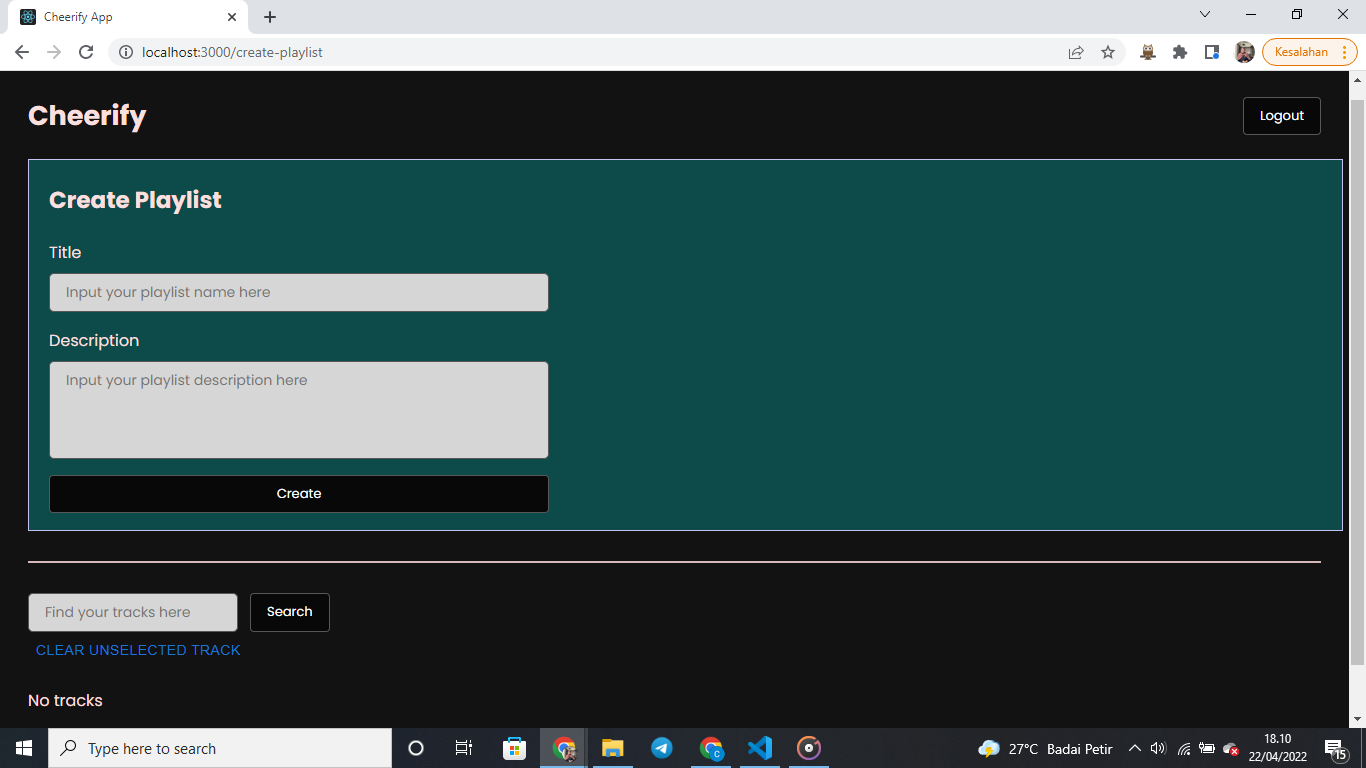 Cheerify App
localhost:3000/create-playlist
Kesalahan
Cheerify
Logout
Create Playlist
Title
Input your playlist name here
Description
Input your playlist description here
Create
Find your tracks here
Search
CLEAR UNSELECTED TRACK
No tracks
Type here to search
C
27°C Badai Petir
18.10
22/04/2022
15